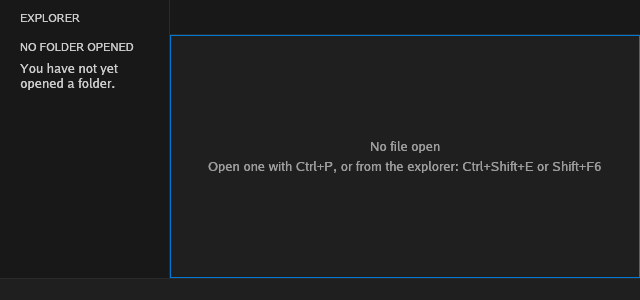 EXPLORER
NO FOLDER OPENED
You have not yet
opened a folder.
No file open
Open one with Ctrl+P, or from the explorer: Ctrl+Shift+E or Shift+F6